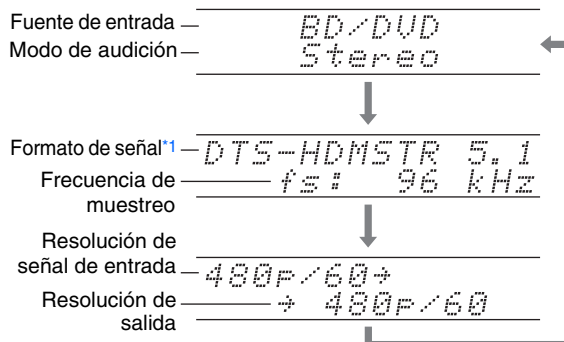 Fuente de entrada
BD/DVD
Modo de audición
Stereo
Formato de señal*1
DTS-HDMSTR 5.1
Frecuencia de
muestreo
fs: 96 kHz
Resolución de
señal de entrada
480p/60→
Resolución de
salida
→ 480p/60